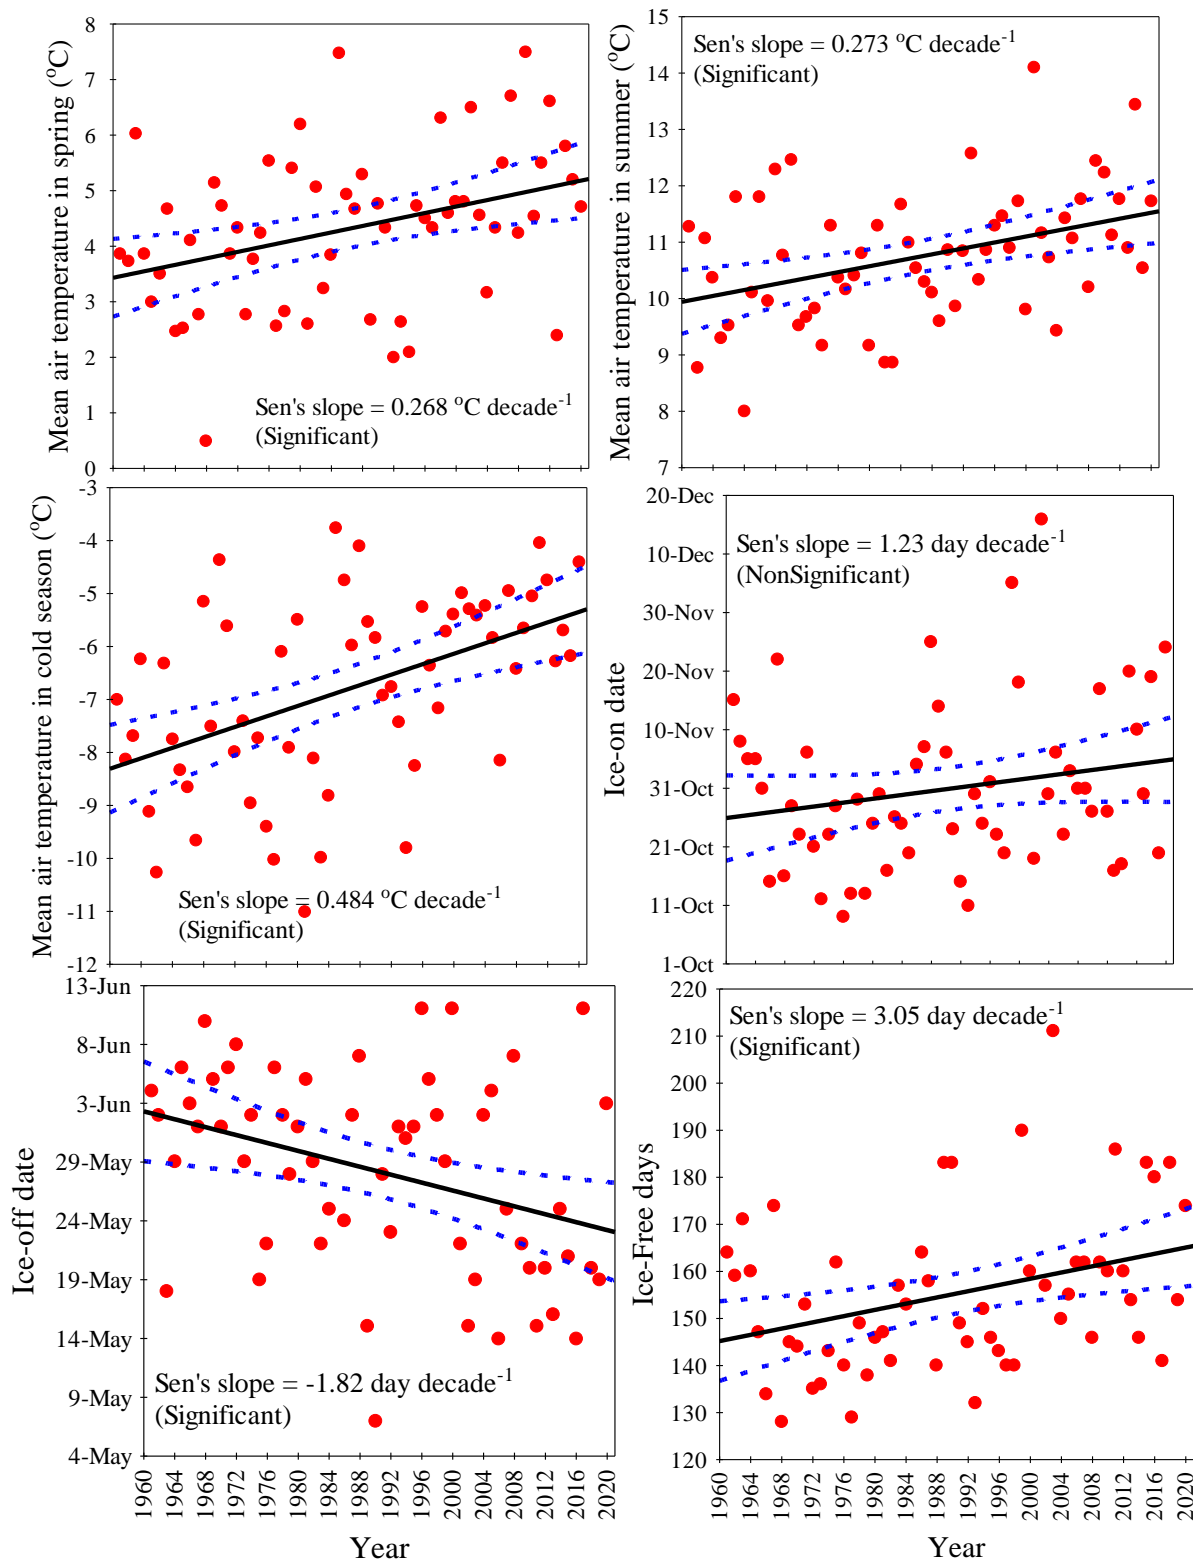 Mean air temperature in spring (°C)
8
7
6
5
4
3
2
1
0
Sen's slope = 0.268 °C decade⁻¹
(Significant)
Mean air temperature in summer (°C)
15
14
13
12
11
10
9
8
7
Sen's slope = 0.273 °C decade⁻¹
(Significant)
Mean air temperature in cold season (°C)
-3
-4
-5
-6
-7
-8
-9
-10
-11
-12
Sen's slope = 0.484 °C decade⁻¹
(Significant)
Ice-on date
20-Dec
10-Dec
30-Nov
20-Nov
10-Nov
31-Oct
21-Oct
11-Oct
1-Oct
Sen's slope = 1.23 day decade⁻¹
(NonSignificant)
Ice-off date
13-Jun
8-Jun
3-Jun
29-May
24-May
19-May
14-May
9-May
4-May
Sen's slope = -1.82 day decade⁻¹
(Significant)
1960 1964 1968 1972 1976 1980 1984 1988 1992 1996 2000 2004 2008 2012 2016 2020
Year
Ice-Free days
220
210
200
190
180
170
160
150
140
130
120
Sen's slope = 3.05 day decade⁻¹
(Significant)
1960 1964 1968 1972 1976 1980 1984 1988 1992 1996 2000 2004 2008 2012 2016 2020
Year